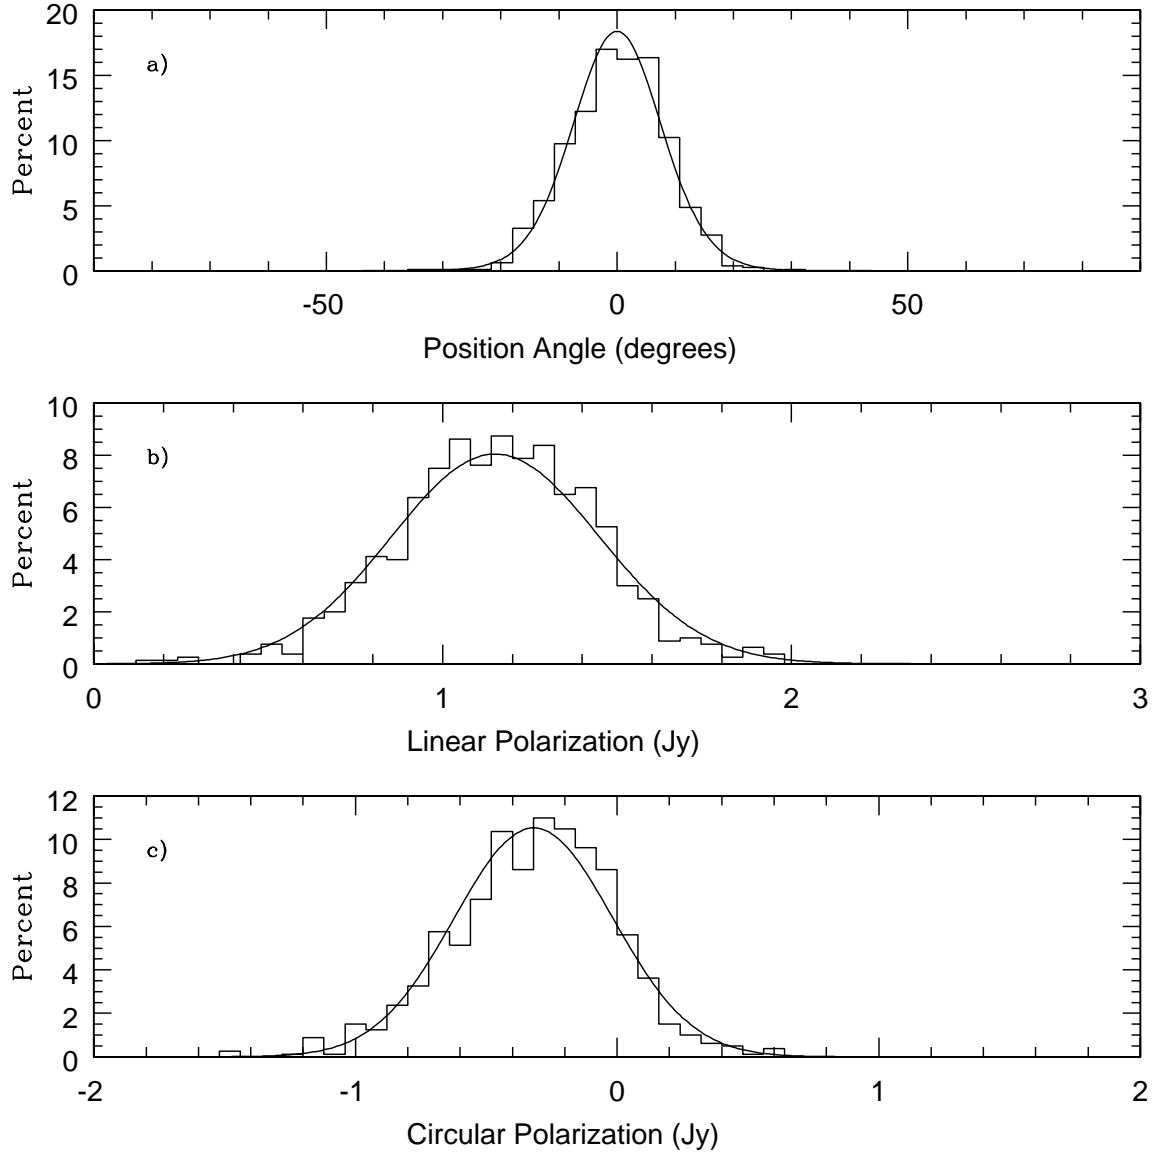 20
15
10
5
0
Percent
a)
-50 0 50
Position Angle (degrees)
10
8
6
4
2
0
Percent
b)
0 1 2 3
Linear Polarization (Jy)
12
10
8
6
4
2
0
Percent
c)
-2 -1 0 1 2
Circular Polarization (Jy)